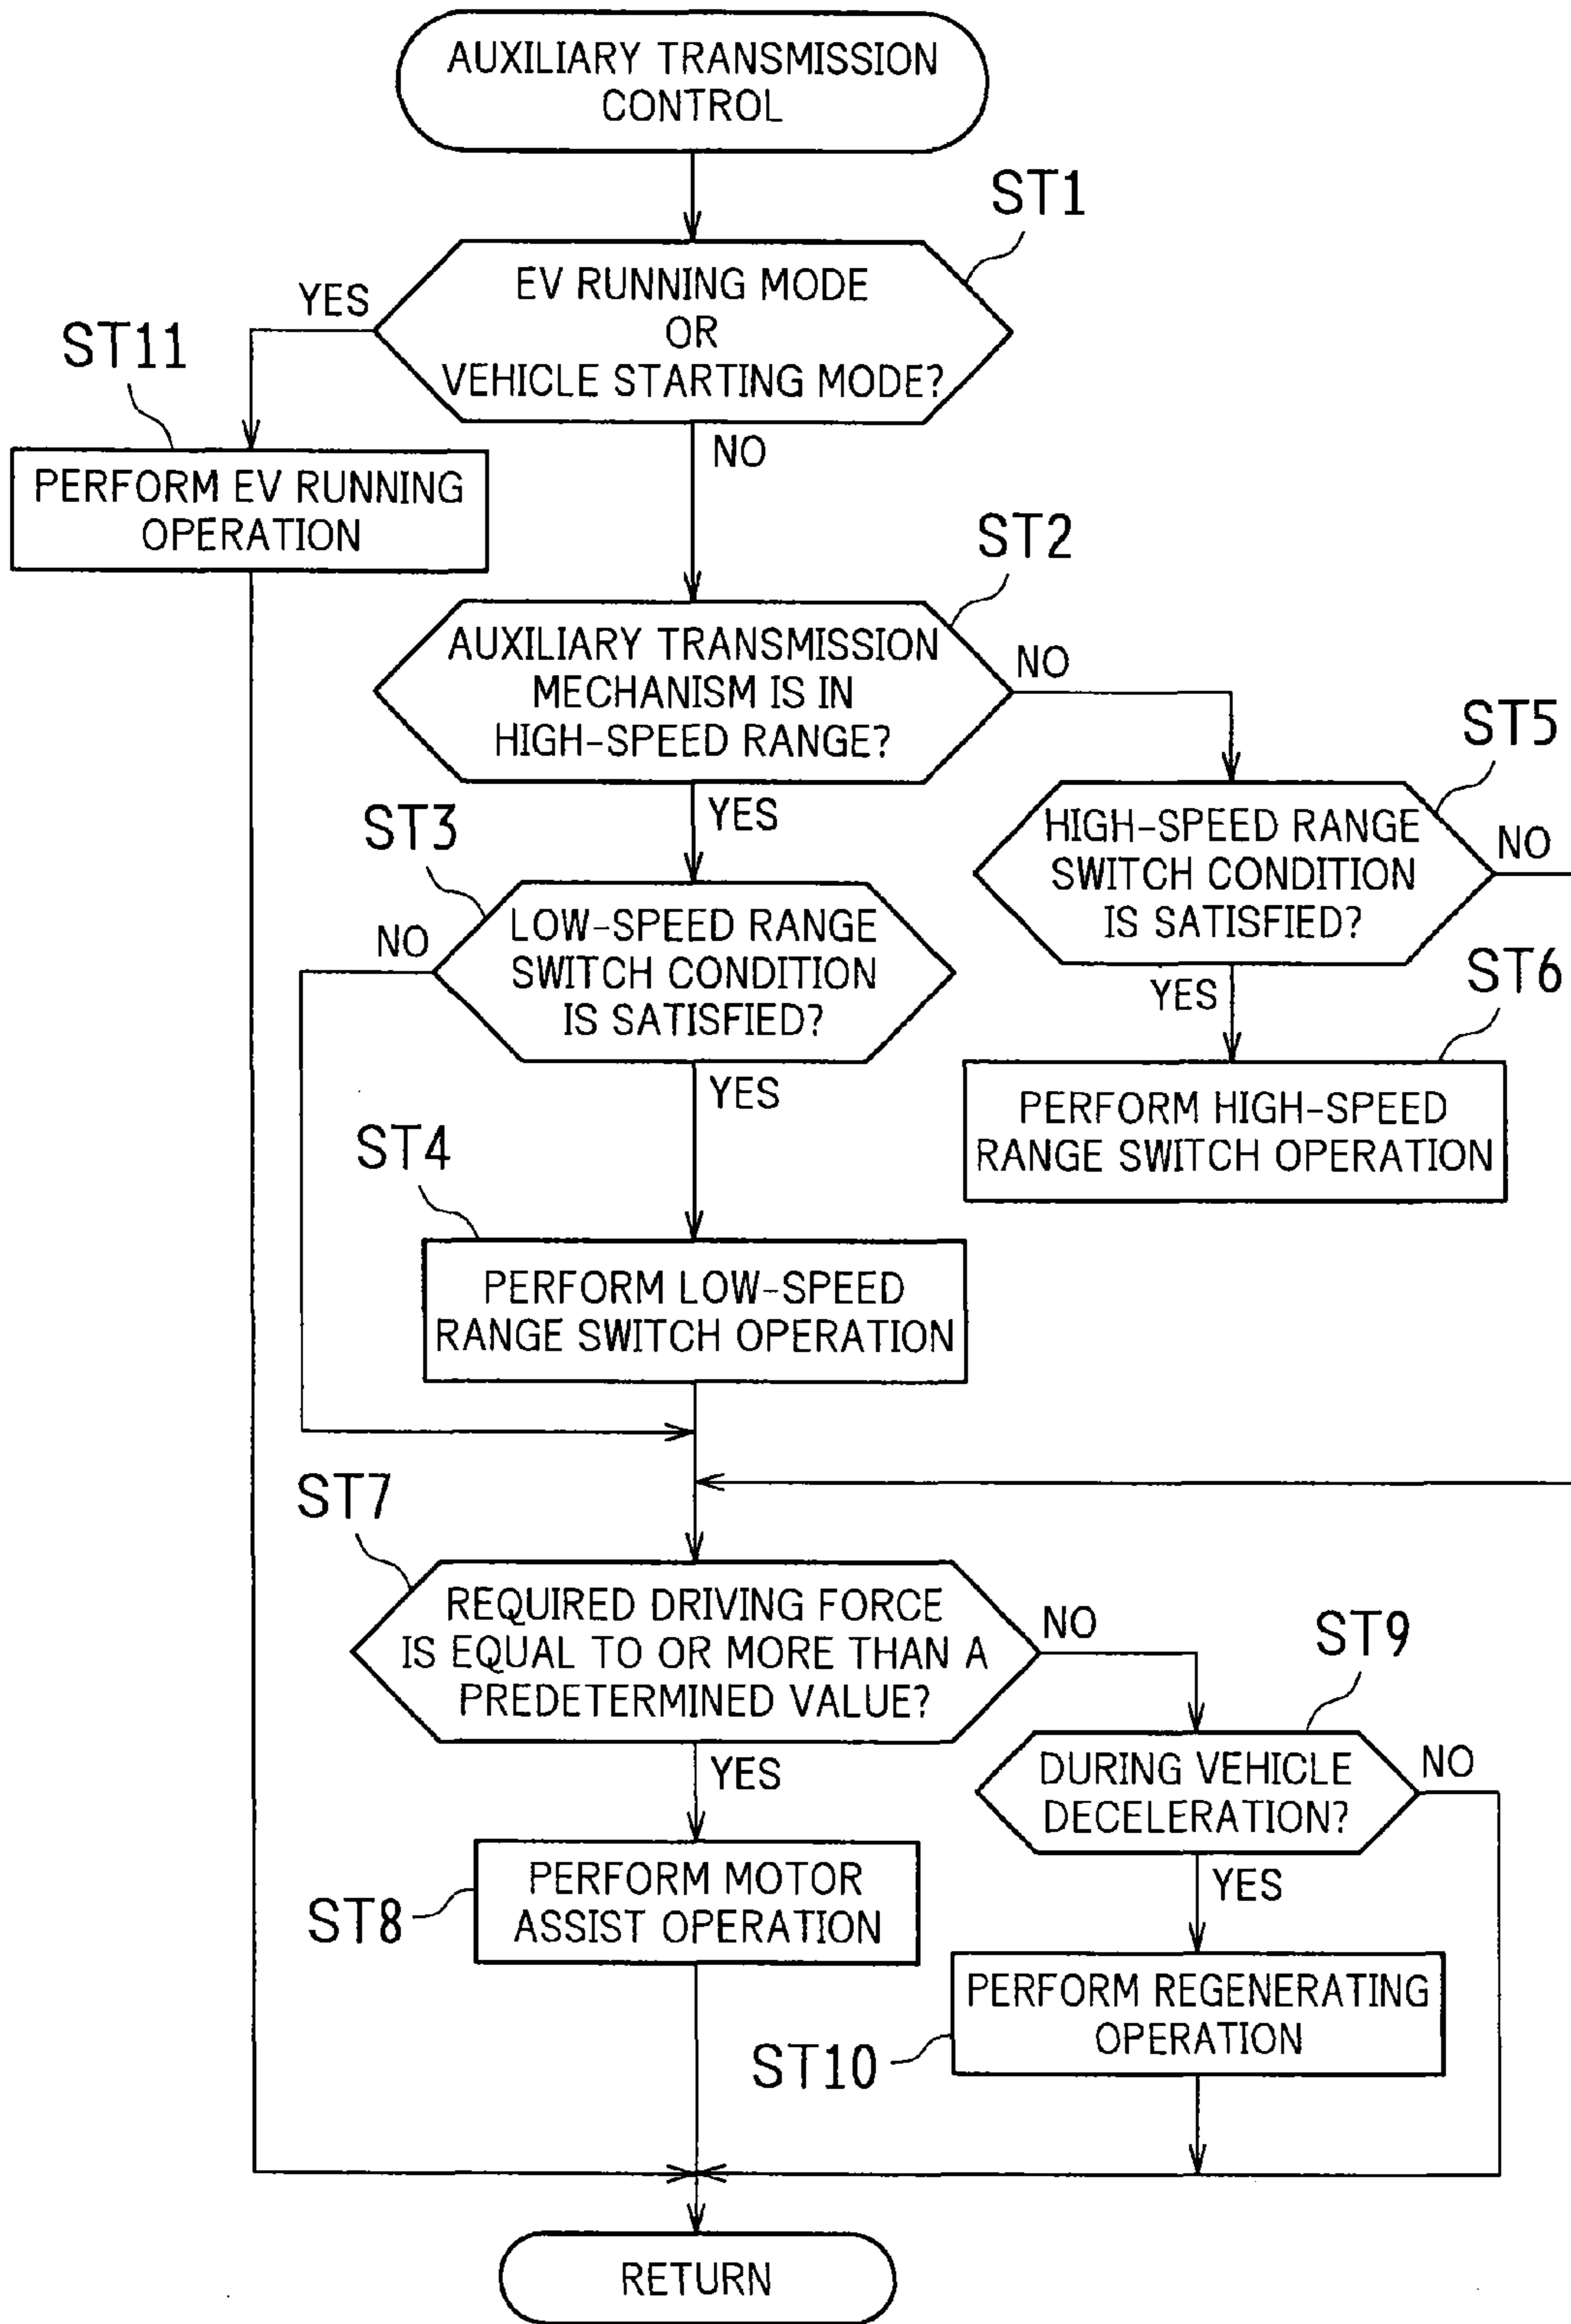 AUXILIARY TRANSMISSION
CONTROL
ST1
EV RUNNING MODE
OR
VEHICLE STARTING MODE?
YES
NO
ST11
PERFORM EV RUNNING
OPERATION
ST2
AUXILIARY TRANSMISSION
MECHANISM IS IN
HIGH-SPEED RANGE?
NO
YES
ST5
HIGH-SPEED RANGE
SWITCH CONDITION
IS SATISFIED?
NO
YES
ST3
LOW-SPEED RANGE
SWITCH CONDITION
IS SATISFIED?
NO
YES
ST6
PERFORM HIGH-SPEED
RANGE SWITCH OPERATION
ST4
PERFORM LOW-SPEED
RANGE SWITCH OPERATION
ST7
REQUIRED DRIVING FORCE
IS EQUAL TO OR MORE THAN A
PREDETERMINED VALUE?
NO
YES
ST9
DURING VEHICLE
DECELERATION?
NO
YES
ST8
PERFORM MOTOR
ASSIST OPERATION
ST10
PERFORM REGENERATING
OPERATION
RETURN